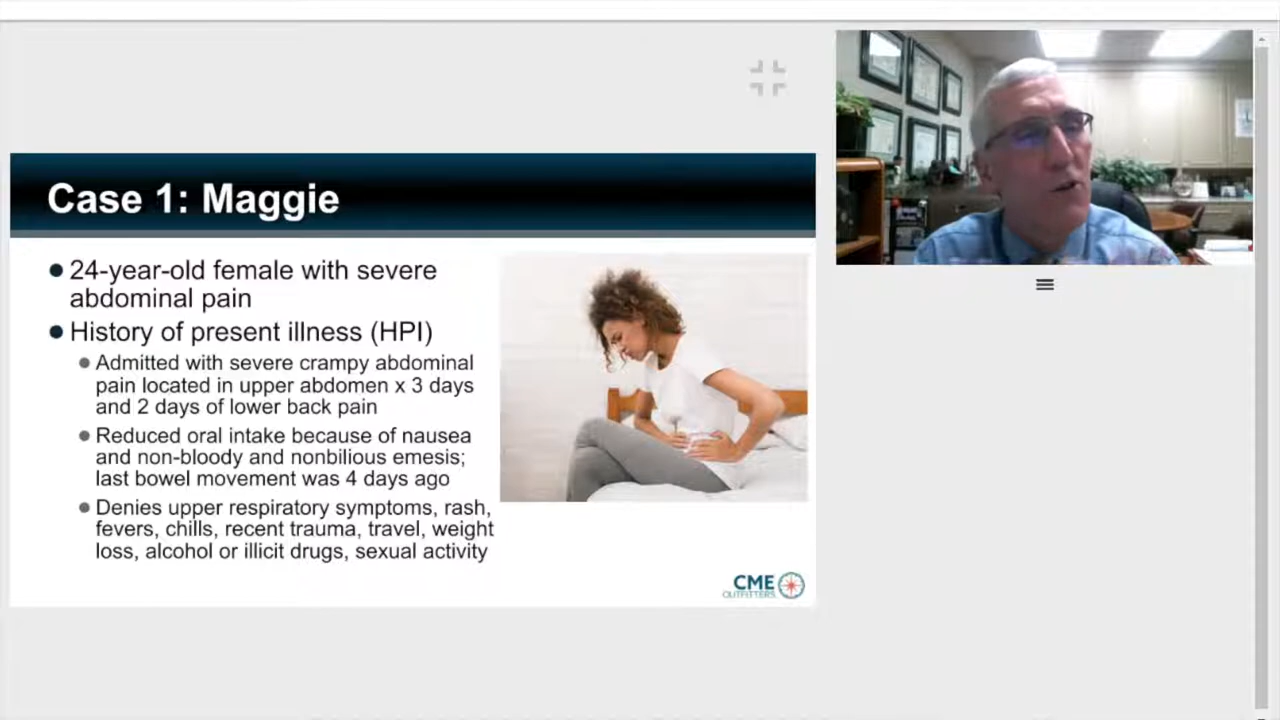 Case 1: Maggie
● 24-year-old female with severe
abdominal pain
● History of present illness (HPI)
● Admitted with severe crampy abdominal
pain located in upper abdomen x 3 days
and 2 days of lower back pain
● Reduced oral intake because of nausea
and non-bloody and nonbilious emesis;
last bowel movement was 4 days ago
● Denies upper respiratory symptoms, rash,
fevers, chills, recent trauma, travel, weight
loss, alcohol or illicit drugs, sexual activity
CME
OUTFITTERS